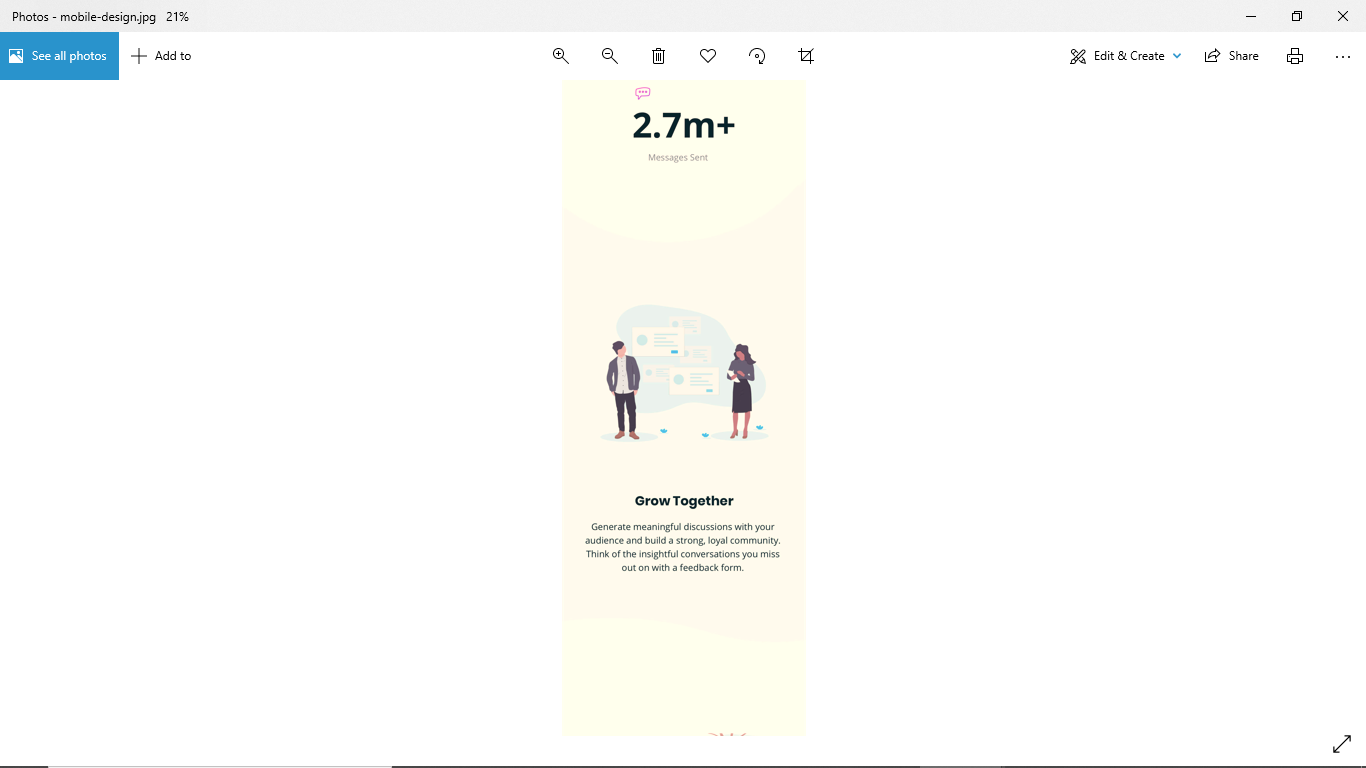 Photos - mobile-design.jpg 21%
See all photos
Add to
Edit & Create
Share
2.7m+
Messages Sent
Grow Together
Generate meaningful discussions with your
audience and build a strong, loyal community.
Think of the insightful conversations you miss
out on with a feedback form.